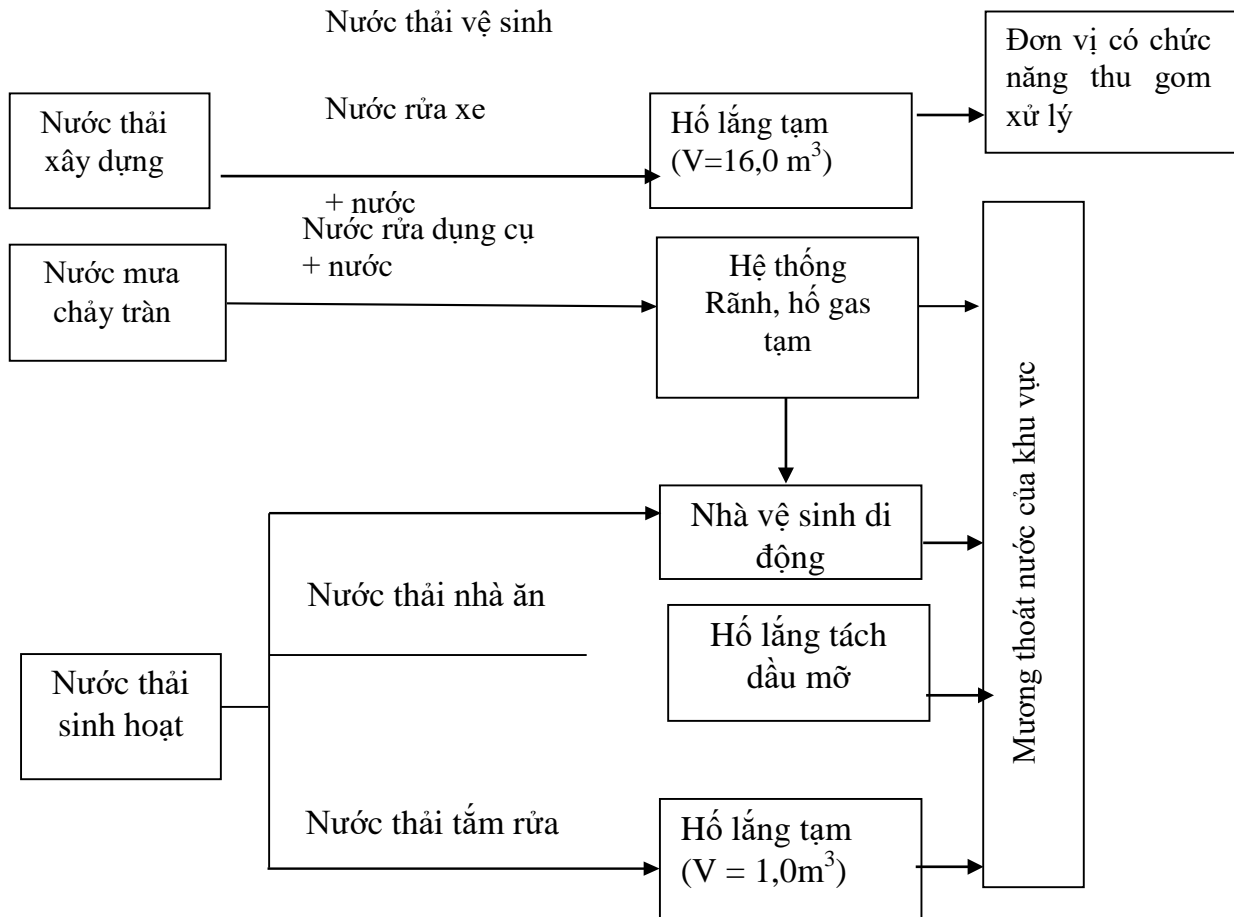 Nước thải vệ sinh
Đơn vị có chức
năng thu gom
xử lý
Nước thải
xây dựng
Nước rửa xe
Hố lắng tạm
(V=16,0 m³)
+ nước
Nước rửa dụng cụ
+ nước
Nước mưa
chảy tràn
Hệ thống
Rãnh, hố gas
tạm
Mương thoát nước của khu vực
Nhà vệ sinh di
động
Nước thải nhà ăn
Hố lắng tách
dầu mỡ
Nước thải
sinh hoạt
Nước thải tắm rửa
Hố lắng tạm
(V = 1,0m³)